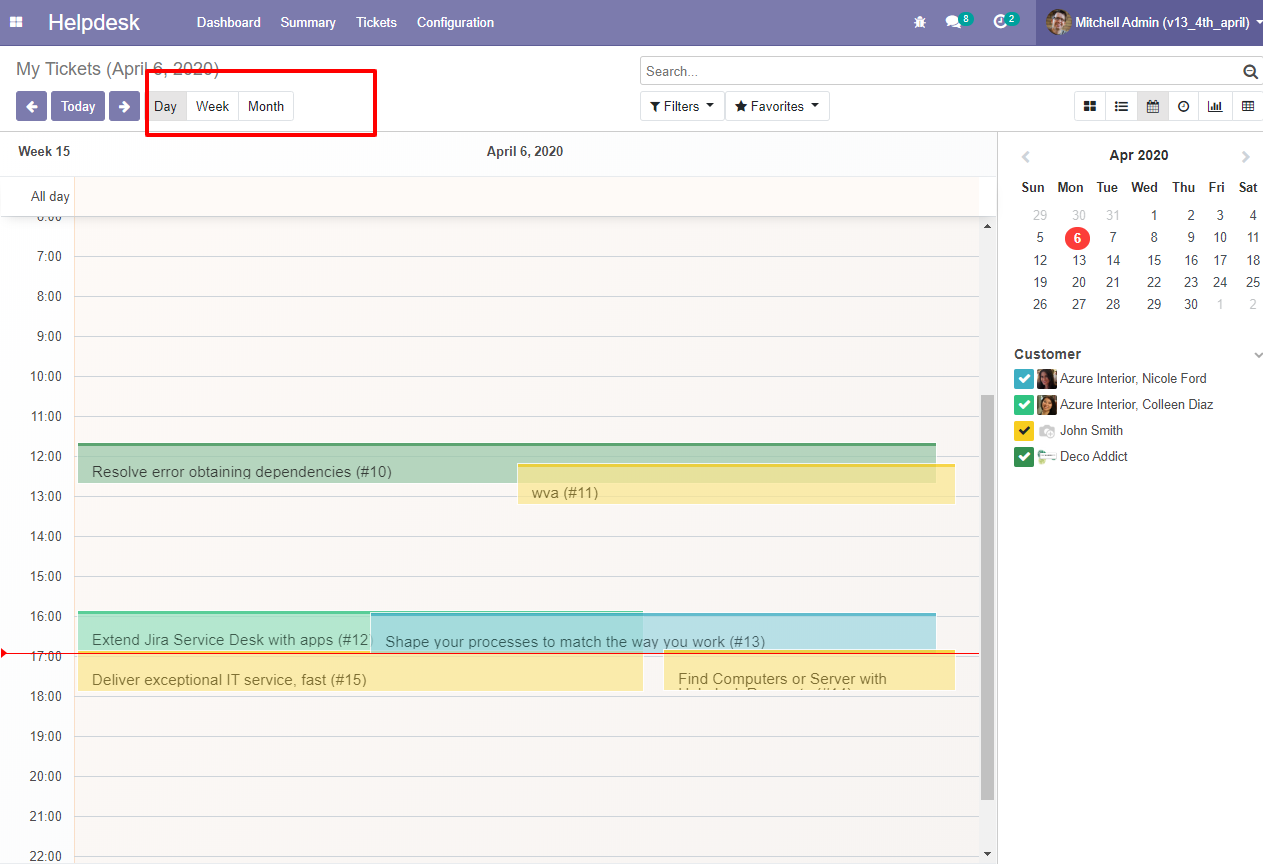 Helpdesk Dashboard Summary Tickets Configuration 8 2 Mitchell Admin (v13_4th_april)
My Tickets (April 6, 2020)
Search...
Today Day Week Month
Filters Favorites
Week 15 April 6, 2020
All day
6:00
7:00
8:00
9:00
10:00
11:00
12:00
13:00
14:00
15:00
16:00
17:00
18:00
19:00
20:00
21:00
22:00
Resolve error obtaining dependencies (#10)
wva (#11)
Extend Jira Service Desk with apps (#12
Shape your processes to match the way you work (#13)
Deliver exceptional IT service, fast (#15)
Find Computers or Server with
Apr 2020
Sun Mon Tue Wed Thu Fri Sat
29 30 31 1 2 3 4
5 6 7 8 9 10 11
12 13 14 15 16 17 18
19 20 21 22 23 24 25
26 27 28 29 30 1 2
Customer
Azure Interior, Nicole Ford
Azure Interior, Colleen Diaz
John Smith
Deco Addict